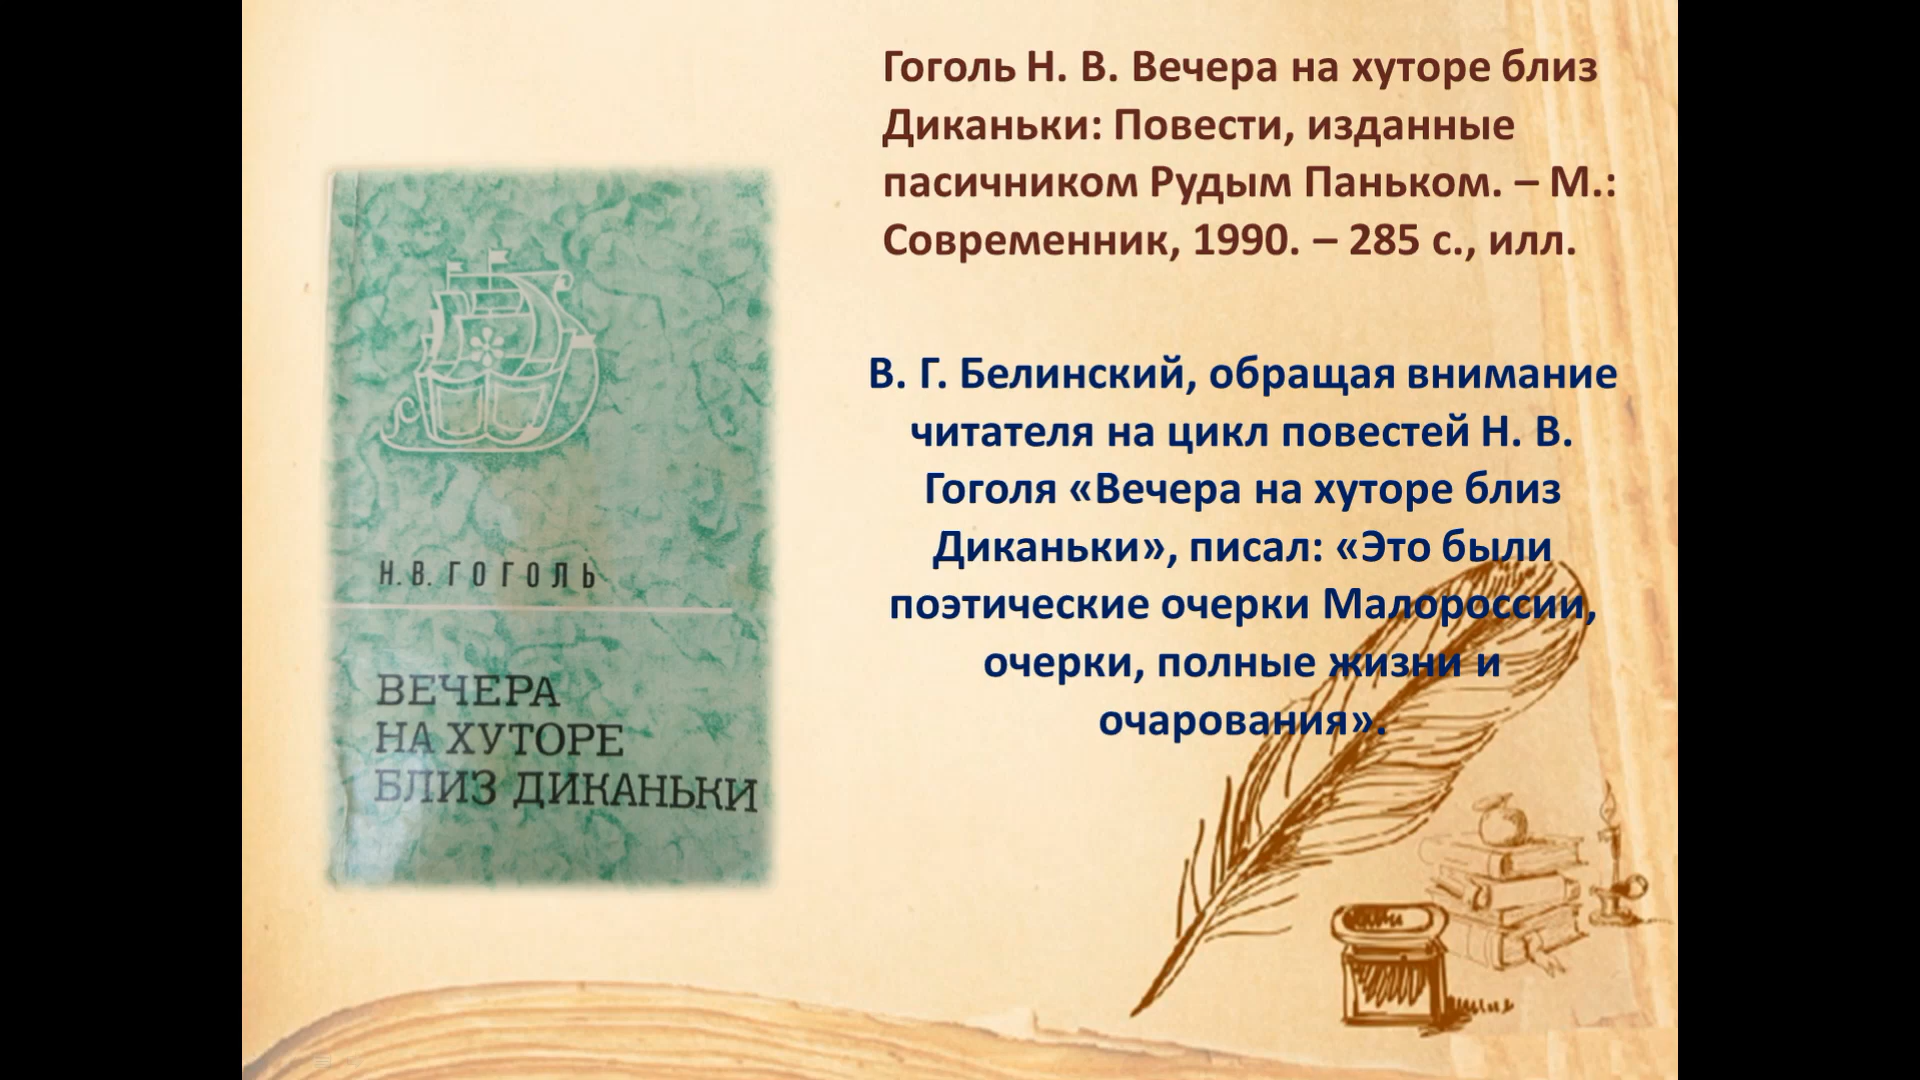 Гоголь Н. В. Вечера на хуторе близ
Диканьки: Повести, изданные
пасичником Рудым Паньком. – М.:
Современник, 1990. – 285 с., илл.
В. Г. Белинский, обращая внимание
читателя на цикл повестей Н. В.
Гоголя «Вечера на хуторе близ
Диканьки», писал: «Это были
поэтические очерки Малороссии,
очерки, полные жизни и
очарования».
Н. В. ГОГОЛЬ
ВЕЧЕРА
НА ХУТОРЕ
БЛИЗ ДИКАНЬКИ